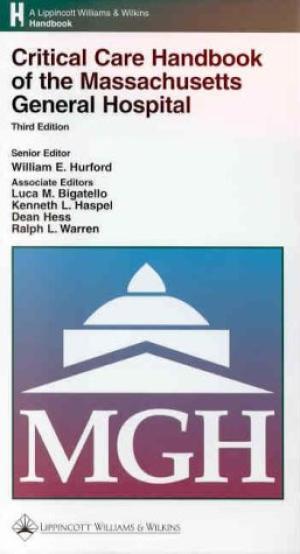 H
A Lippincott Williams & Wilkins
Handbook
Critical Care Handbook
of the Massachusetts
General Hospital
Third Edition
Senior Editor
William E. Hurford
Associate Editors
Luca M. Bigatello
Kenneth L. Haspel
Dean Hess
Ralph L. Warren
MGH
LIPPINCOTT WILLIAMS & WILKINS